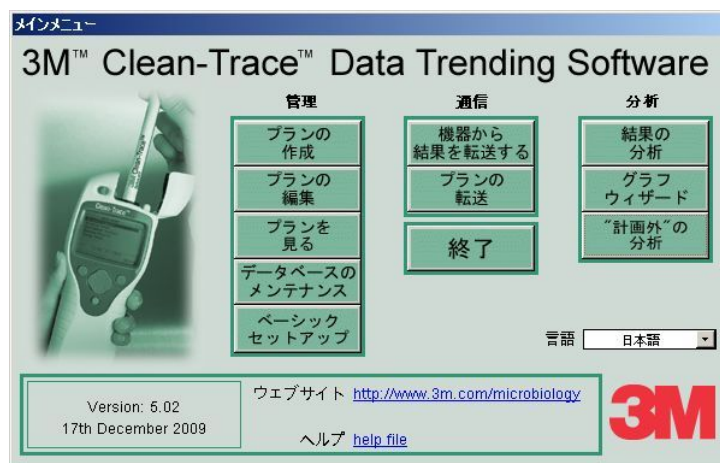 メインメニュー
3M™ Clean-Trace™ Data Trending Software
管理
プランの
作成
プランの
編集
プランを
見る
データベースの
メンテナンス
ベーシック
セットアップ
通信
機器から
結果を転送する
プランの
転送
終了
分析
結果の
分析
グラフ
ウィザード
"計画外"の
分析
言語 日本語
Version: 5.02
17th December 2009
ウェブサイト http://www.3m.com/microbiology
ヘルプ help file
3M